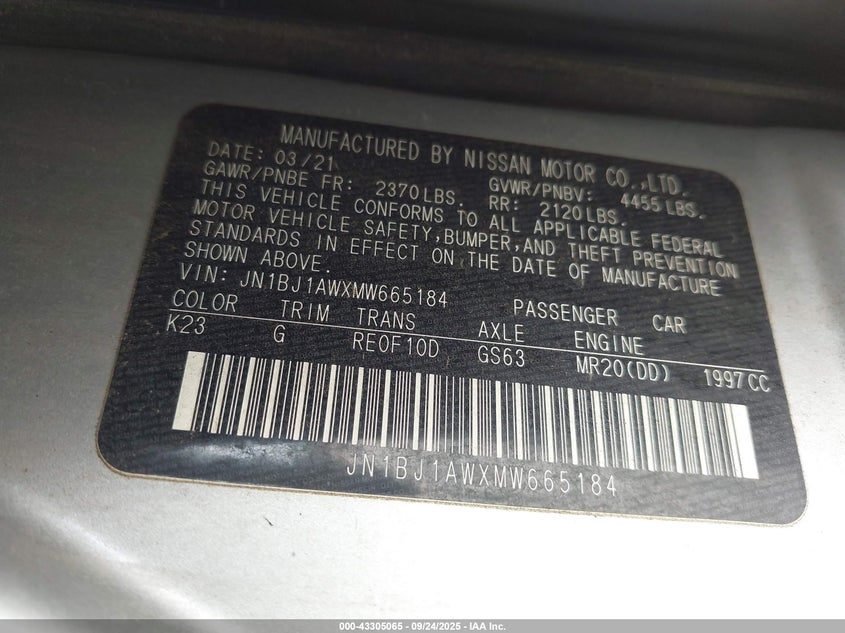 MANUFACTURED BY NISSAN MOTOR CO.,LTD.
DATE: 03/21 GVWR/PNBV: 4455 LBS.
GAWR/PNBE FR: 2370LBS. RR: 2120LBS.
THIS VEHICLE CONFORMS TO ALL APPLICABLE FEDERAL
MOTOR VEHICLE SAFETY,BUMPER,AND THEFT PREVENTION
STANDARDS IN EFFECT ON THE DATE OF MANUFACTURE
SHOWN ABOVE.
VIN: JN1BJ1AWXMW665184 PASSENGER CAR
COLOR TRIM TRANS AXLE ENGINE
K23 G RE0F10D GS63 MR20(DD) 1997CC
JN1BJ1AWXMW665184
000-43305065 - 09/24/2025 - IAA Inc.